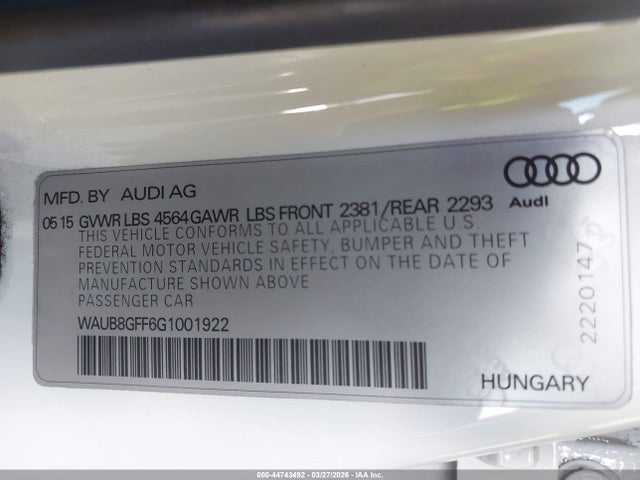 MFD. BY AUDI AG
Audi
05 15 GVWR LBS 4564 GAWR LBS FRONT 2381/REAR 2293
THIS VEHICLE CONFORMS TO ALL APPLICABLE U.S.
FEDERAL MOTOR VEHICLE SAFETY, BUMPER AND THEFT
PREVENTION STANDARDS IN EFFECT ON THE DATE OF
MANUFACTURE SHOWN ABOVE
PASSENGER CAR
WAUB8GFF6G1001922
HUNGARY
2220147
000-44743492 - 03/27/2026 - IAA Inc.